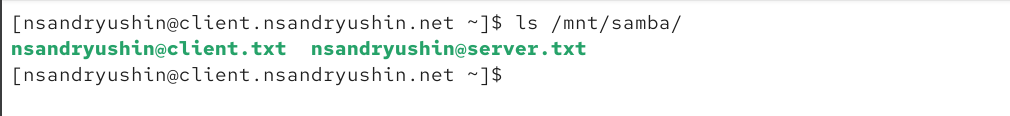 [nsandryushin@client.nsandryushin.net ~]$ ls /mnt/samba/
nsandryushin@client.txt  nsandryushin@server.txt
[nsandryushin@client.nsandryushin.net ~]$